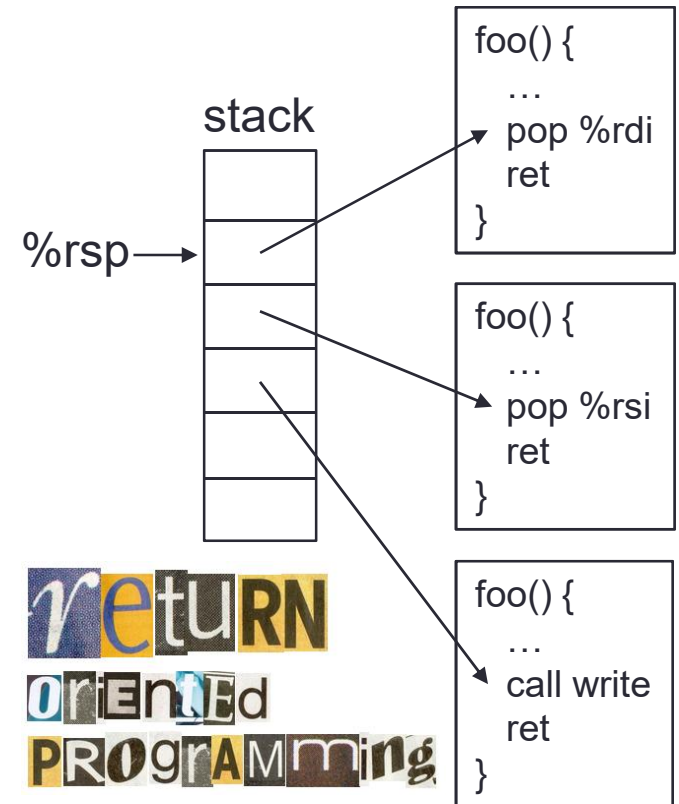 stack
%rsp
foo() {
…
pop %rdi
ret
}
foo() {
…
pop %rsi
ret
}
foo() {
…
call write
ret
}
retuRN
OriEntEd
PROgrAMming